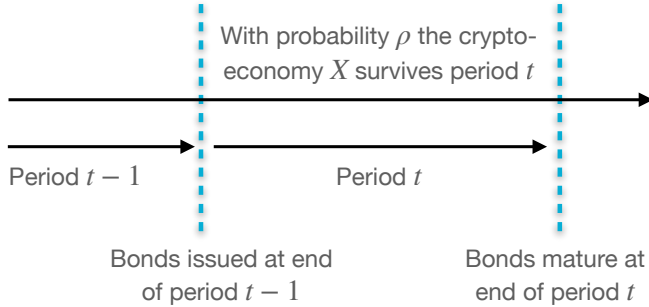 With probability ρ the crypto-
economy X survives period t
Period t − 1
Period t
Bonds issued at end
of period t − 1
Bonds mature at
end of period t